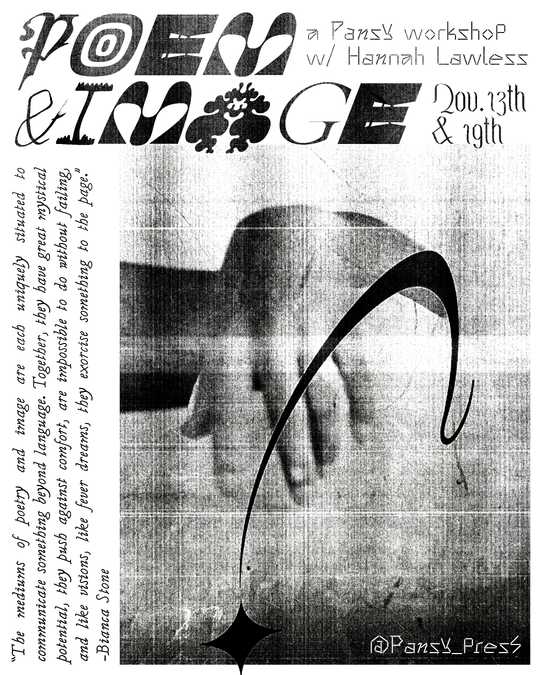 POEM
a Pansy workshop
w/ Hannah Lawless
& IMAGE
Nov. 13th
& 19th
"The mediums of poetry and image are each uniquely situated to
communicate something beyond language. Together, they have great mystical
potential, they push against comfort, are impossible to do without failing,
and like visions, like fever dreams, they exorcise something to the page."
-Bianca Stone
@Pansy_Press